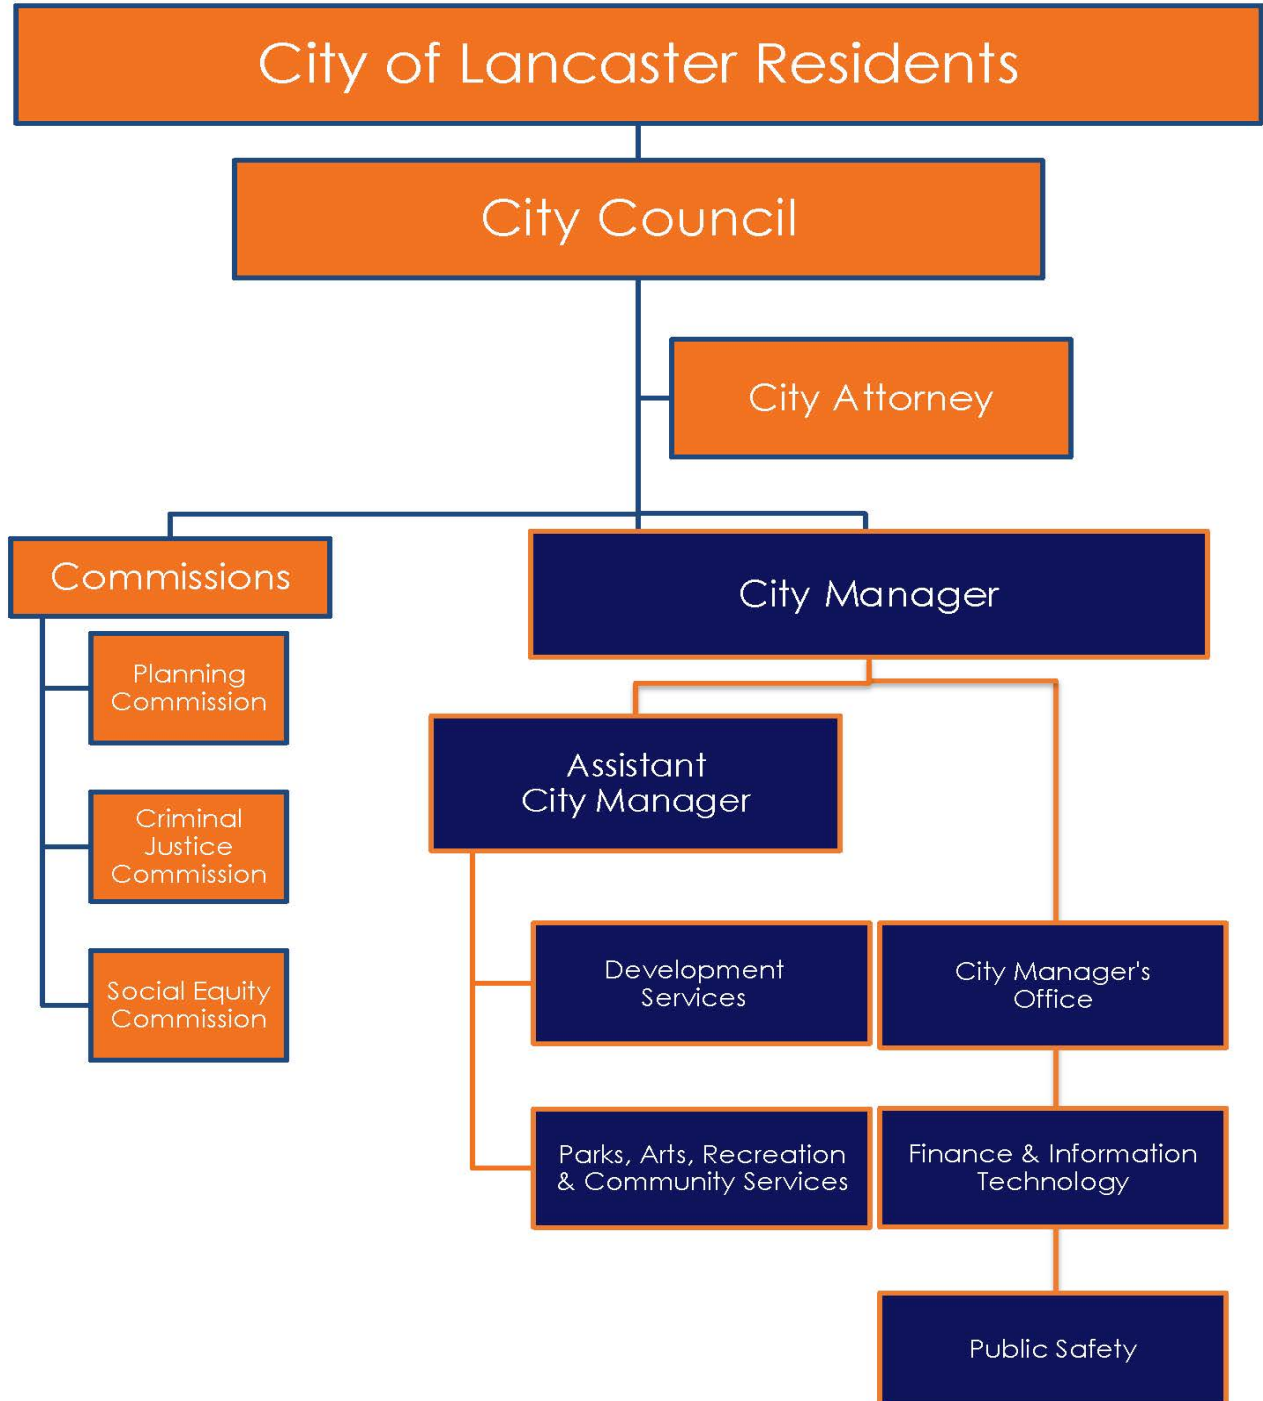 City of Lancaster Residents
City Council
City Attorney
Commissions
City Manager
Planning
Commission
Criminal
Justice
Commission
Social Equity
Commission
Assistant
City Manager
Development
Services
City Manager's
Office
Parks, Arts, Recreation
& Community Services
Finance & Information
Technology
Public Safety